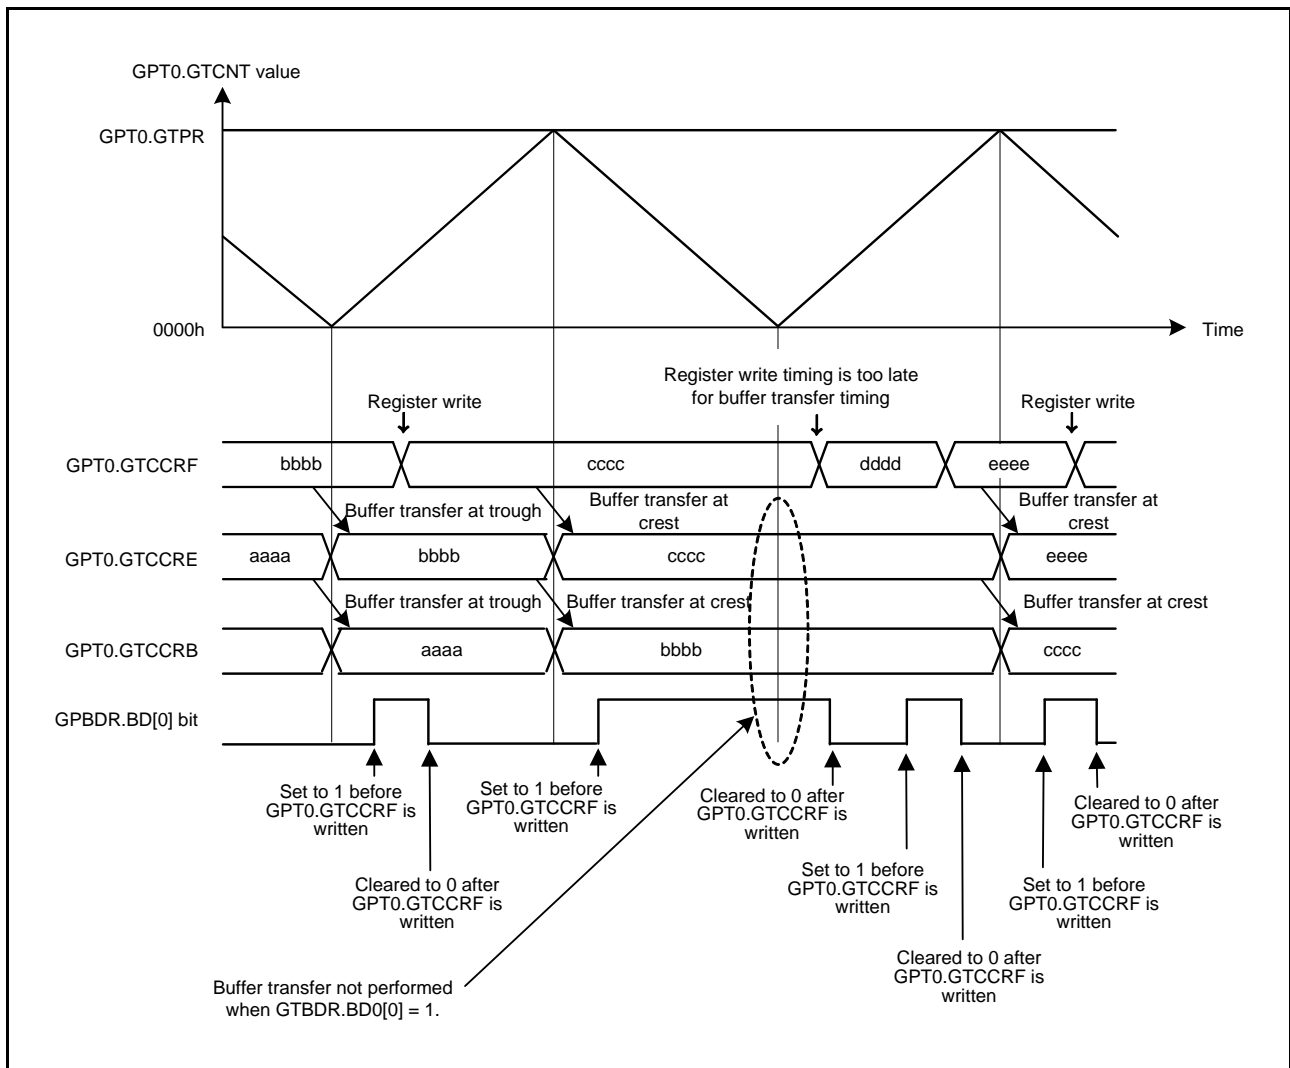 GPT0.GTCNT value
GPT0.GTPR
0000h
Time
Register write
Register write timing is too late
for buffer transfer timing
Register write
GPT0.GTCCRF
bbbb
cccc
dddd
eeee
Buffer transfer at trough
Buffer transfer at
crest
Buffer transfer at
crest
GPT0.GTCCRE
aaaa
bbbb
cccc
eeee
Buffer transfer at trough
Buffer transfer at crest
Buffer transfer at crest
GPT0.GTCCRB
aaaa
bbbb
cccc
GPBDR.BD[0] bit
Set to 1 before
GPT0.GTCCRF is
written
Cleared to 0 after
GPT0.GTCCRF is
written
Set to 1 before
GPT0.GTCCRF is
written
Cleared to 0 after
GPT0.GTCCRF is
written
Set to 1 before
GPT0.GTCCRF is
written
Cleared to 0 after
GPT0.GTCCRF is
written
Set to 1 before
GPT0.GTCCRF is
written
Cleared to 0 after
GPT0.GTCCRF is
written
Buffer transfer not performed
when GTBDR.BD0[0] = 1.